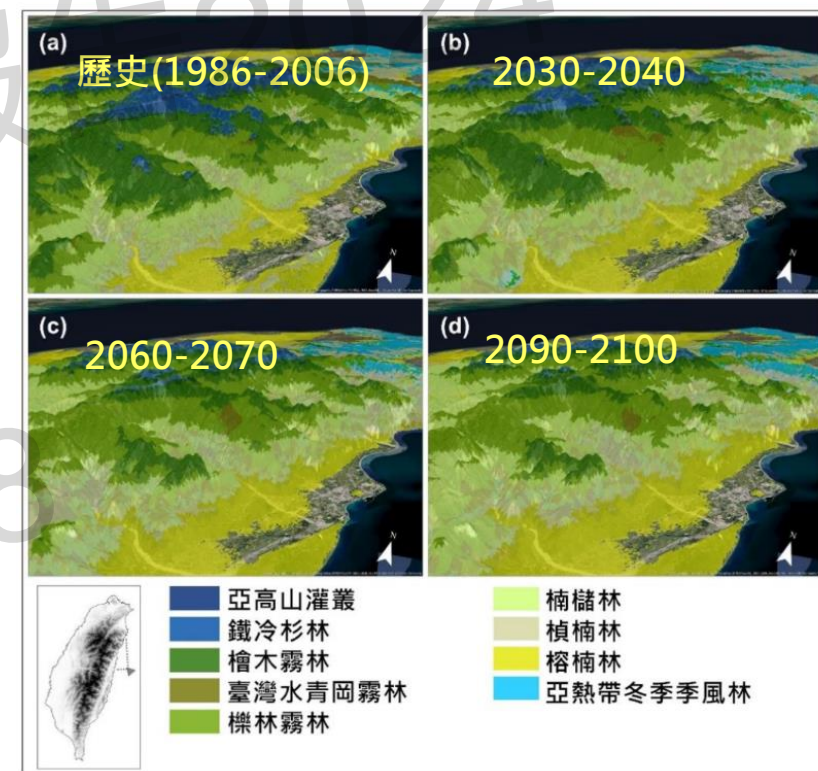 (a)
歷史(1986-2006)
(b)
2030-2040
(c)
2060-2070
(d)
2090-2100
N
N
N
N
亞高山灌叢
鐵冷杉林
檜木霧林
臺灣水青岡霧林
櫟林霧林
楠櫧林
楨楠林
榕楠林
亞熱帶冬季季風林